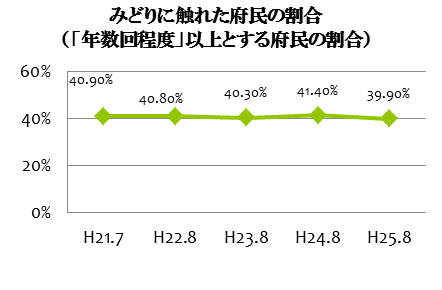 みどりに触れた府民の割合
（「年数回程度」以上とする府民の割合）
60%
40.90%
40.80%
40.30%
41.40%
39.90%
40%
20%
0%
H21.7
H22.8
H23.8
H24.8
H25.8